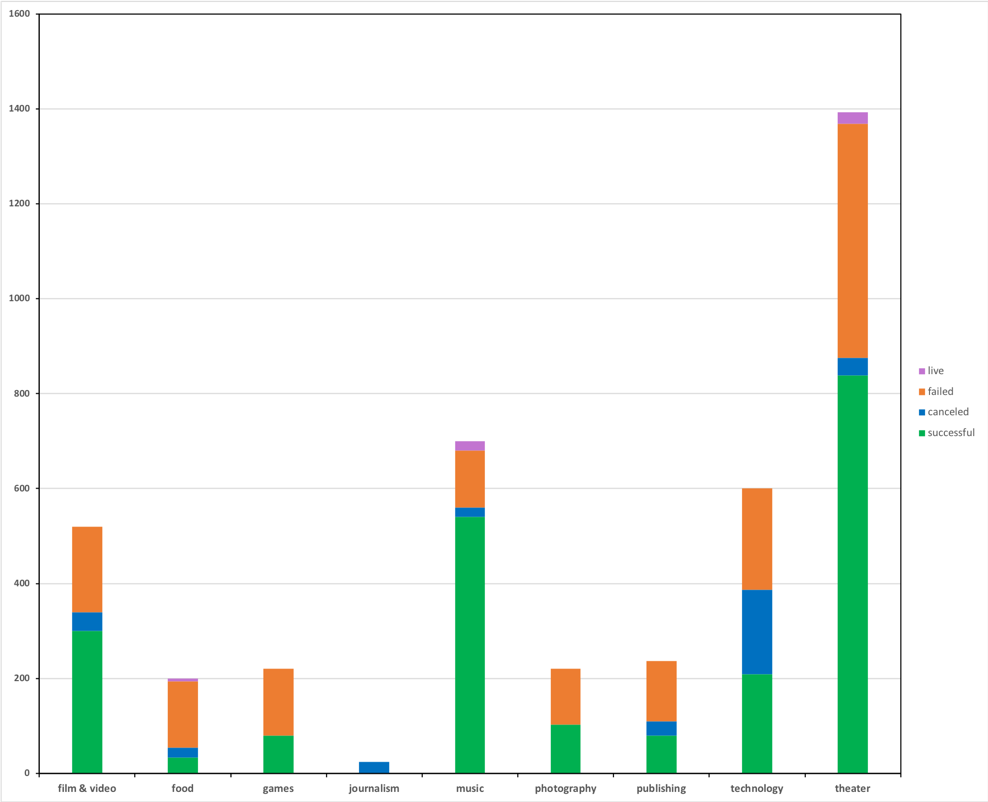 1600
1400
1200
1000
800
600
400
200
0
film & video food games journalism music photography publishing technology theater
live
failed
canceled
successful